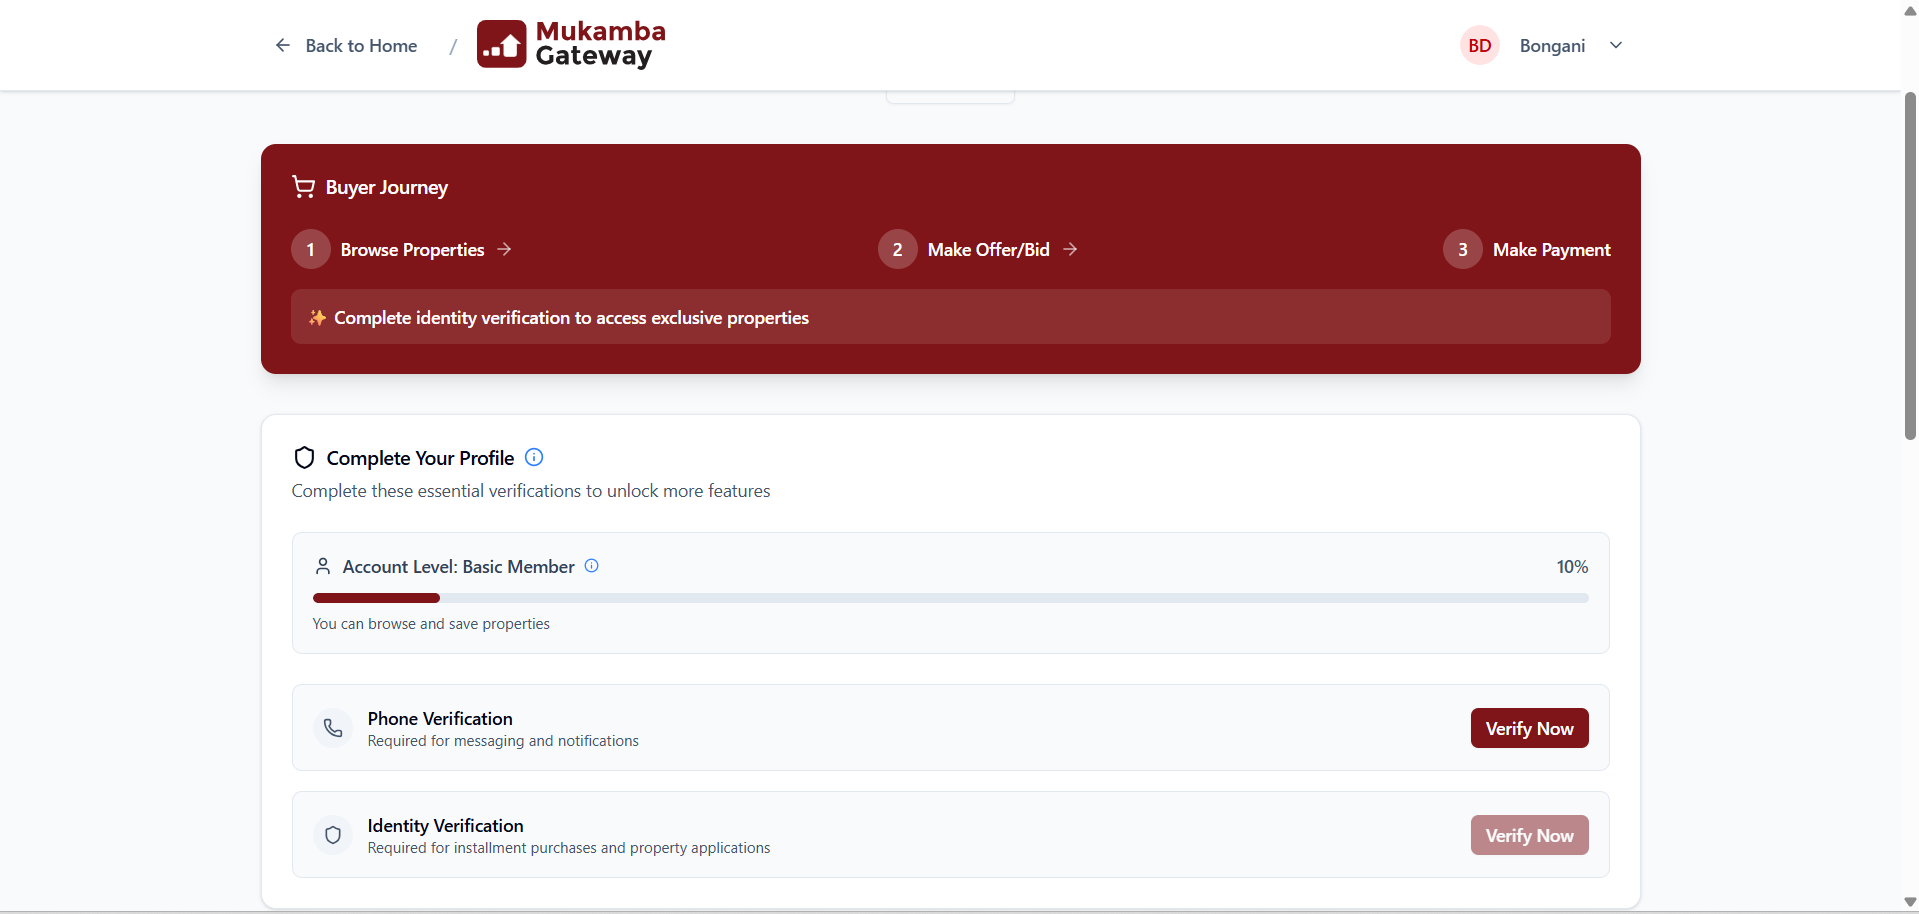 Back to Home
/
Mukamba
Gateway
BD
Bongani
Buyer Journey
1
Browse Properties
2
Make Offer/Bid
3
Make Payment
✨ Complete identity verification to access exclusive properties
Complete Your Profile
Complete these essential verifications to unlock more features
Account Level: Basic Member
10%
You can browse and save properties
Phone Verification
Required for messaging and notifications
Verify Now
Identity Verification
Required for installment purchases and property applications
Verify Now